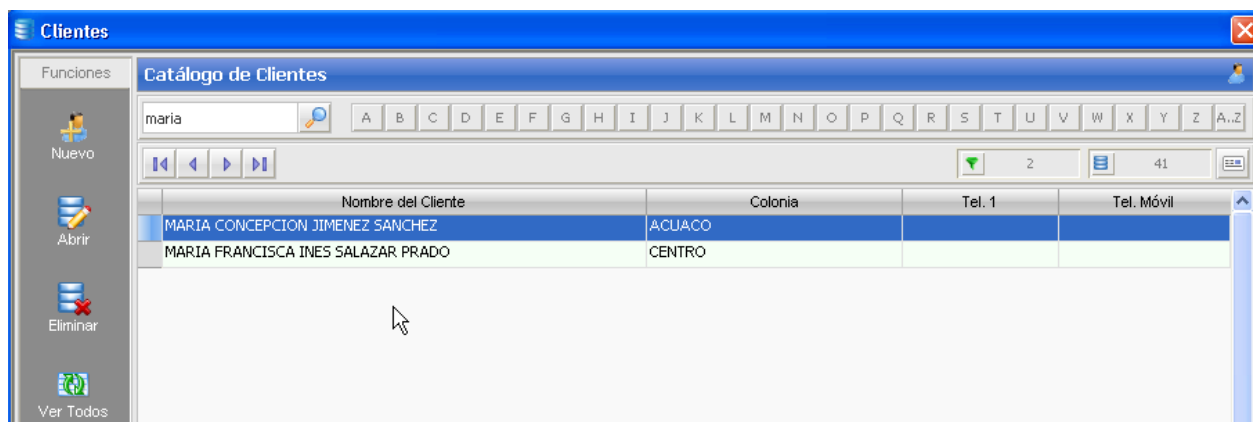 Clientes
Funciones
Catálogo de Clientes
maria
A B C D E F G H I J K L M N O P Q R S T U V W X Y Z A..Z
Nuevo
2 41
Nombre del Cliente Colonia Tel. 1 Tel. Móvil
MARIA CONCEPCION JIMENEZ SANCHEZ ACUACO
Abrir
MARIA FRANCISCA INES SALAZAR PRADO CENTRO
Eliminar
Ver Todos